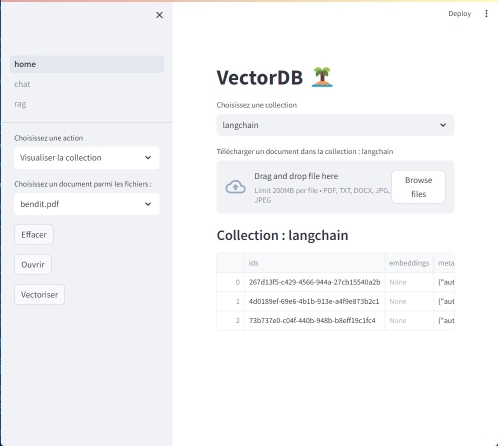 Deploy
home
chat
rag
Choisissez une action
Visualiser la collection
Choisissez un document parmi les fichiers :
bendit.pdf
Effacer
Ouvrir
Vectoriser
VectorDB
Choisissez une collection
langchain
Télécharger un document dans la collection : langchain
Drag and drop file here
Limit 200MB per file • PDF, TXT, DOCX, JPG,
JPEG
Browse
files
Collection : langchain
ids embeddings meta
0 267d13f5-c429-4566-944a-27cb15540a2b None {"aut
1 4d0189ef-69e6-4b1b-913e-a4f9e873b2c1 None {"aut
2 73b737e0-c04f-440b-948b-b8eff19c1fc4 None {"aut